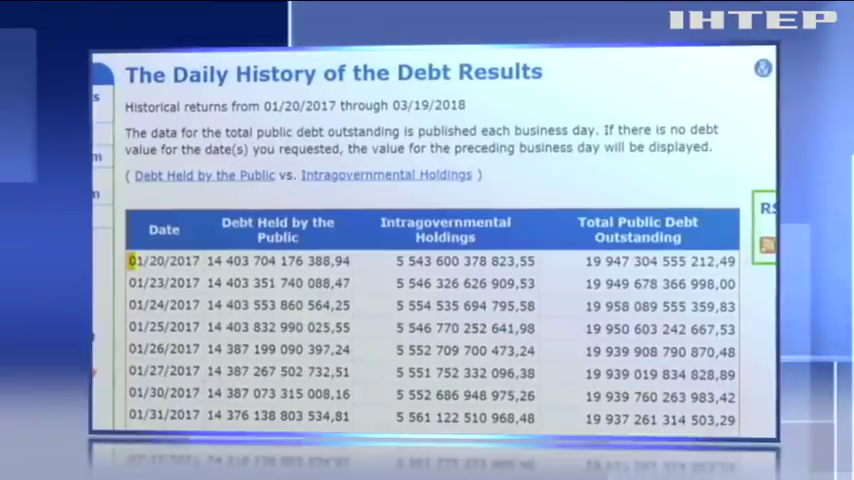 ІНТЕР
The Daily History of the Debt Results
Historical returns from 01/20/2017 through 03/19/2018
The data for the total public debt outstanding is published each business day. If there is no debt
value for the date(s) you requested, the value for the preceding business day will be displayed.
( Debt Held by the Public vs. Intragovernmental Holdings )
Date Debt Held by the Public Intragovernmental Holdings Total Public Debt Outstanding
01/20/2017 14 403 704 176 388,94 5 543 600 378 823,55 19 947 304 555 212,49
01/23/2017 14 403 351 740 088,47 5 546 326 626 909,53 19 949 678 366 998,00
01/24/2017 14 403 553 860 564,25 5 554 535 694 795,58 19 958 089 555 359,83
01/25/2017 14 403 832 990 025,55 5 546 770 252 641,98 19 950 603 242 667,53
01/26/2017 14 387 199 090 397,24 5 552 709 700 473,24 19 939 908 790 870,48
01/27/2017 14 387 267 502 732,51 5 551 752 332 096,38 19 939 019 834 828,89
01/30/2017 14 387 073 315 008,16 5 552 686 948 975,26 19 939 760 263 983,42
01/31/2017 14 376 138 803 534,81 5 561 122 510 968,48 19 937 261 314 503,29